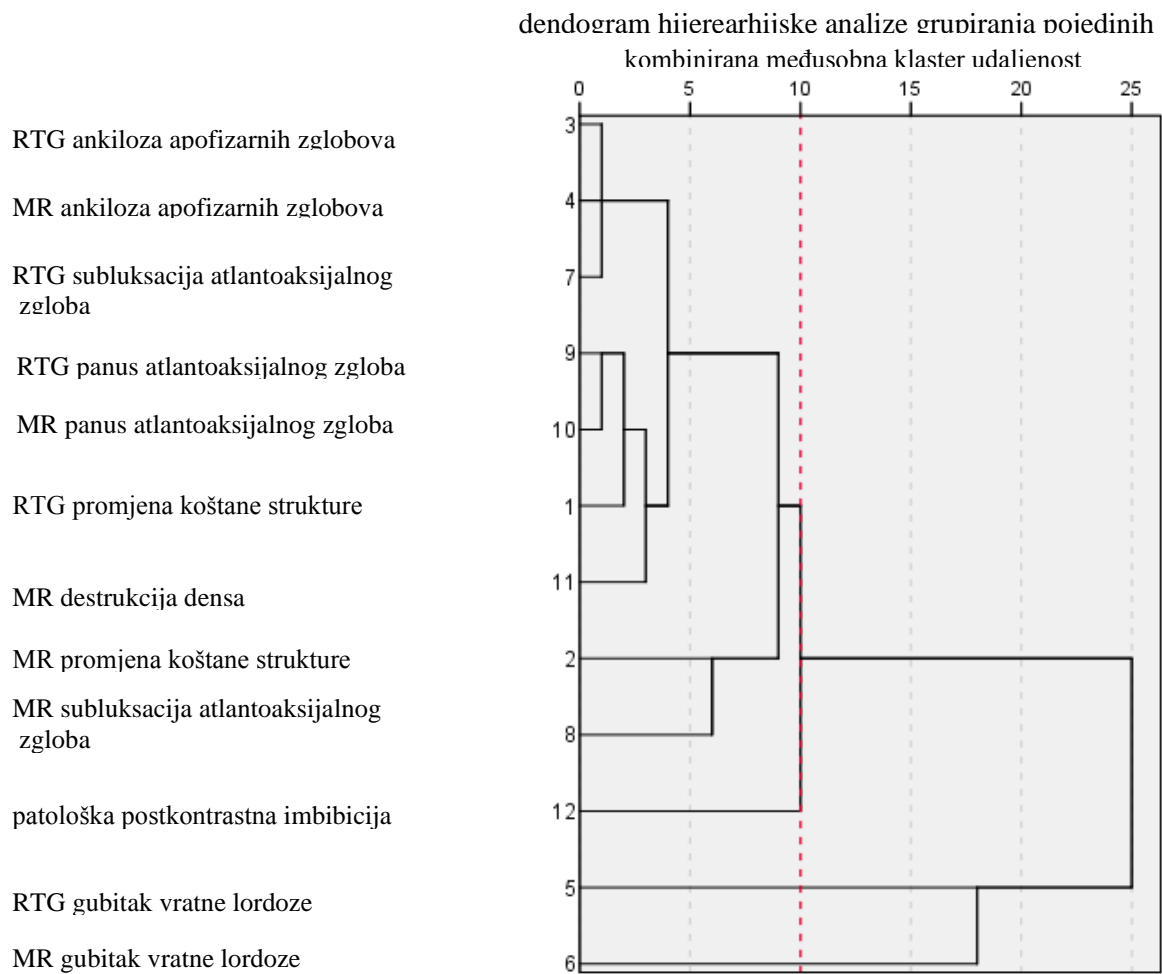 dendogram hijerearhijske analize grupiranja pojedinih
kombinirana međusobna klaster udaljenost
0 5 10 15 20 25
RTG ankiloza apofizarnih zglobova 3
MR ankiloza apofizarnih zglobova 4
RTG subluksacija atlantoaksijalnog 7
zgloba
RTG panus atlantoaksijalnog zgloba 9
MR panus atlantoaksijalnog zgloba 10
RTG promjena koštane strukture 1
MR destrukcija densa 11
MR promjena koštane strukture 2
MR subluksacija atlantoaksijalnog 8
zgloba
patološka postkontrastna imbibicija 12
RTG gubitak vratne lordoze 5
MR gubitak vratne lordoze 6